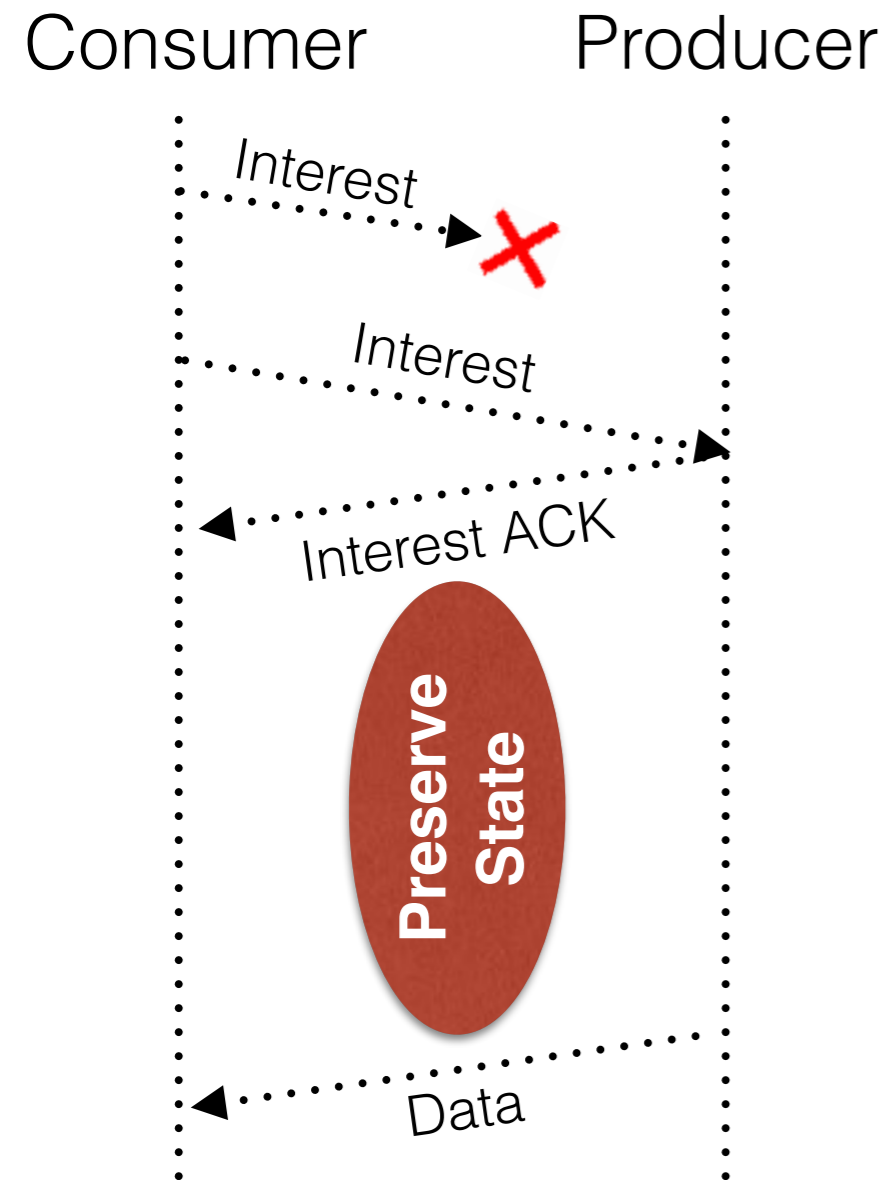 Consumer
Producer
Interest
Interest
Interest ACK
Preserve
State
Data